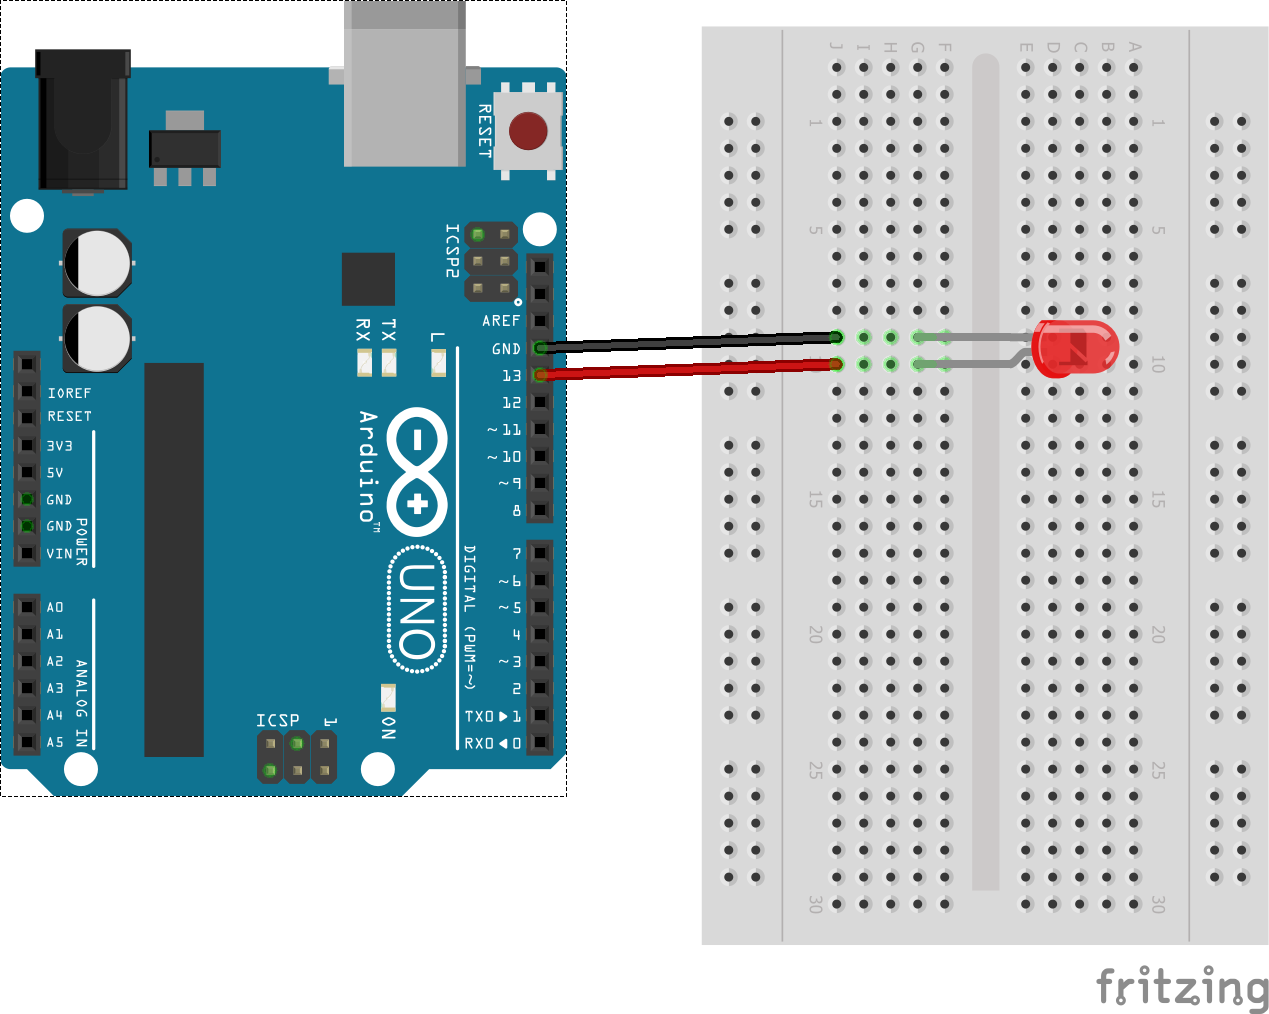 RESET
ICSP2
AREF
GND
13
12
~11
~10
~9
8
7
~6
~5
4
~3
2
TX0▶1
RX0◀0
RX
TX
L
Arduino™
UNO
DIGITAL (PWM=~)
IOREF
RESET
3V3
5V
GND
GND
VIN
POWER
A0
A1
A2
A3
A4
A5
ANALOG IN
ICSP
1
ON
J I H G F E D C B A
1 1
5 5
10
15 15
20 20
25 25
30 30
fritzing